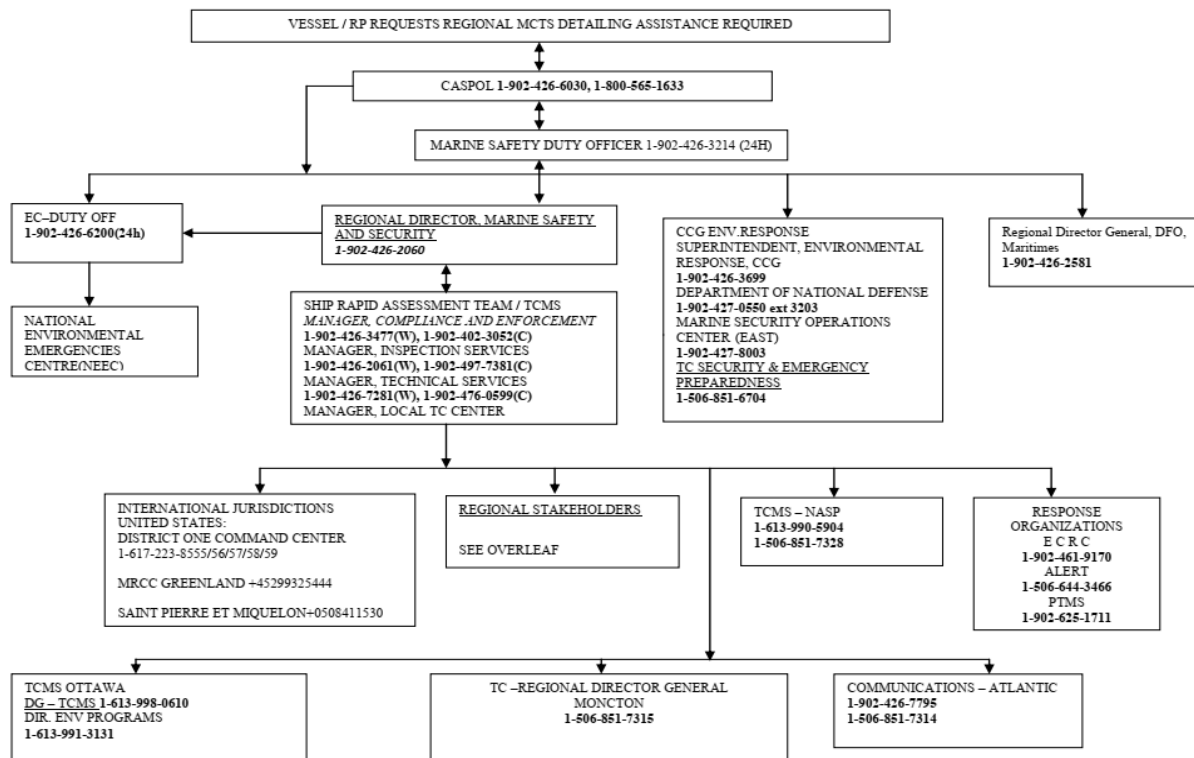 VESSEL / RP REQUESTS REGIONAL MCTS DETAILING ASSISTANCE REQUIRED
CASPOL 1-902-426-6030, 1-800-565-1633
MARINE SAFETY DUTY OFFICER 1-902-426-3214 (24H)
EC–DUTY OFF
1-902-426-6200(24h)
REGIONAL DIRECTOR, MARINE SAFETY
AND SECURITY
1-902-426-2060
CCG ENV.RESPONSE
SUPERINTENDENT, ENVIRONMENTAL
RESPONSE, CCG
1-902-426-3699
DEPARTMENT OF NATIONAL DEFENSE
1-902-427-0550 ext 3203
MARINE SECURITY OPERATIONS
CENTER (EAST)
1-902-427-8003
TC SECURITY & EMERGENCY
PREPAREDNESS
1-506-851-6704
Regional Director General, DFO,
Maritimes
1-902-426-2581
NATIONAL
ENVIRONMENTAL
EMERGENCIES
CENTRE(NEEC)
SHIP RAPID ASSESSMENT TEAM / TCMS
MANAGER, COMPLIANCE AND ENFORCEMENT
1-902-426-3477(W), 1-902-402-3052(C)
MANAGER, INSPECTION SERVICES
1-902-426-2061(W), 1-902-497-7381(C)
MANAGER, TECHNICAL SERVICES
1-902-426-7281(W), 1-902-476-0599(C)
MANAGER, LOCAL TC CENTER
INTERNATIONAL JURISDICTIONS
UNITED STATES:
DISTRICT ONE COMMAND CENTER
1-617-223-8555/56/57/58/59
MRCC GREENLAND +45299325444
SAINT PIERRE ET MIQUELON+0508411530
REGIONAL STAKEHOLDERS
SEE OVERLEAF
TCMS – NASP
1-613-990-5904
1-506-851-7328
RESPONSE
ORGANIZATIONS
E C R C
1-902-461-9170
ALERT
1-506-644-3466
PTMS
1-902-625-1711
TCMS OTTAWA
DG – TCMS 1-613-998-0610
DIR. ENV PROGRAMS
1-613-991-3131
TC –REGIONAL DIRECTOR GENERAL
MONCTON
1-506-851-7315
COMMUNICATIONS – ATLANTIC
1-902-426-7795
1-506-851-7314